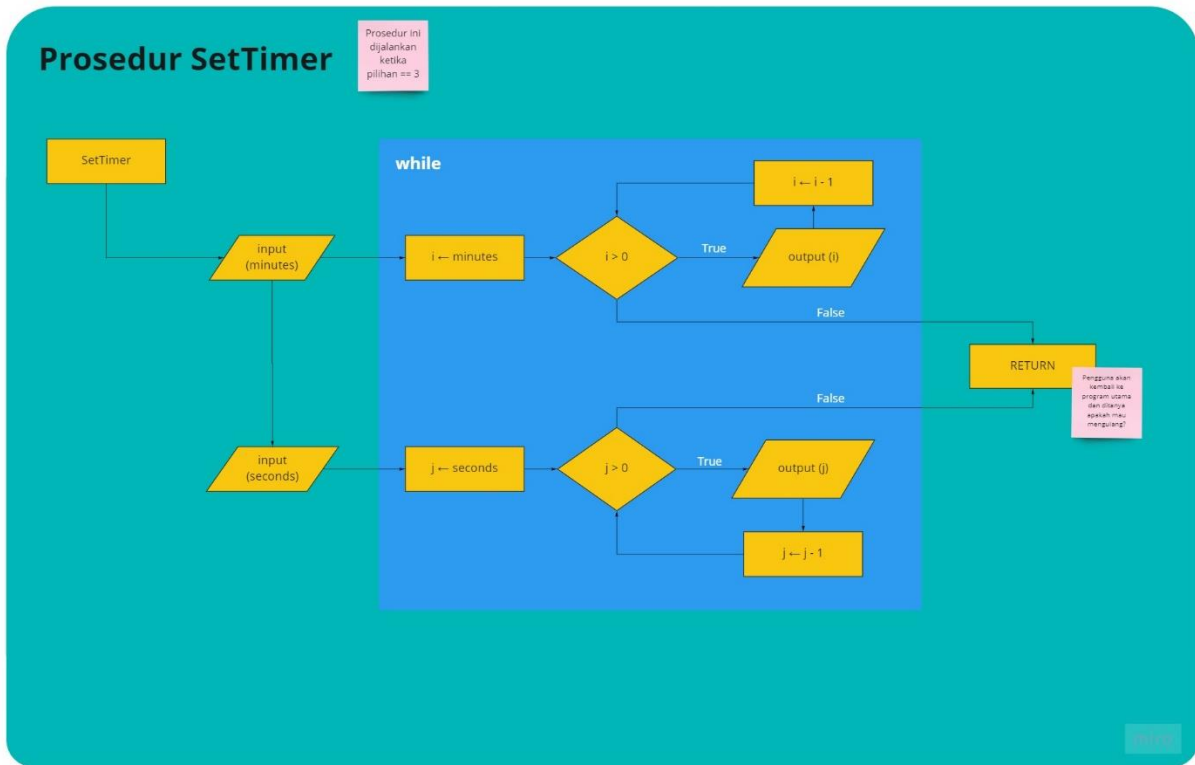 Prosedur SetTimer
Prosedur ini
dijalankan
ketika
pilihan == 3
SetTimer
while
i ← i - 1
input
(minutes)
i ← minutes
i > 0
True
output (i)
False
RETURN
Pengguna akan
kembali ke
program utama
dan ditanya
apakah mau
mengulang?
False
input
(seconds)
j ← seconds
j > 0
True
output (j)
j ← j - 1
miro